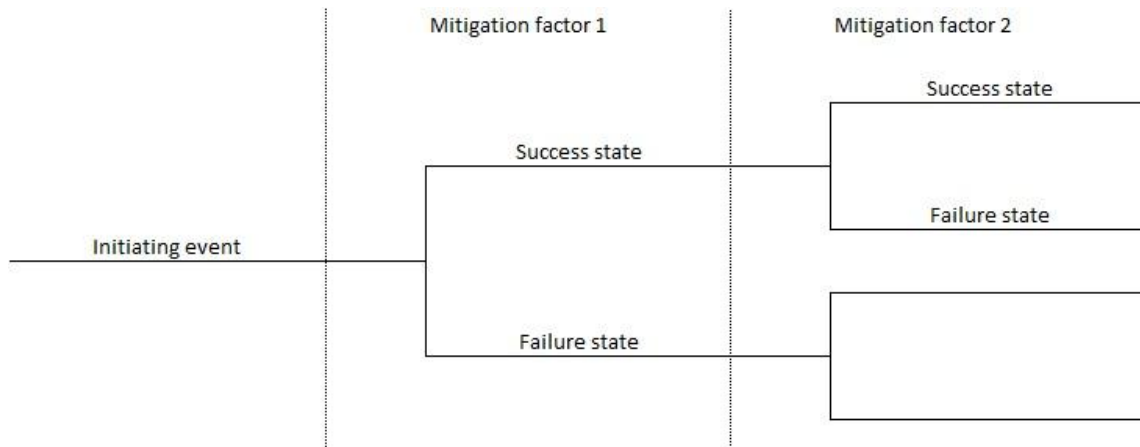 Mitigation factor 1
Mitigation factor 2
Success state
Success state
Failure state
Initiating event
Failure state